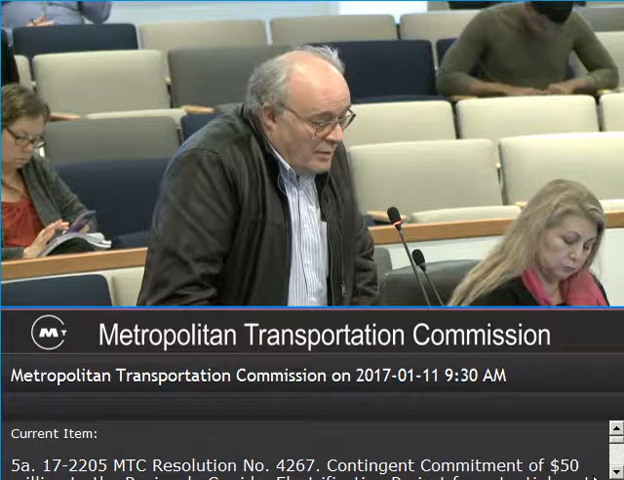 MT
Metropolitan Transportation Commission
Metropolitan Transportation Commission on 2017-01-11 9:30 AM
Current Item:
5a. 17-2205 MTC Resolution No. 4267. Contingent Commitment of $50